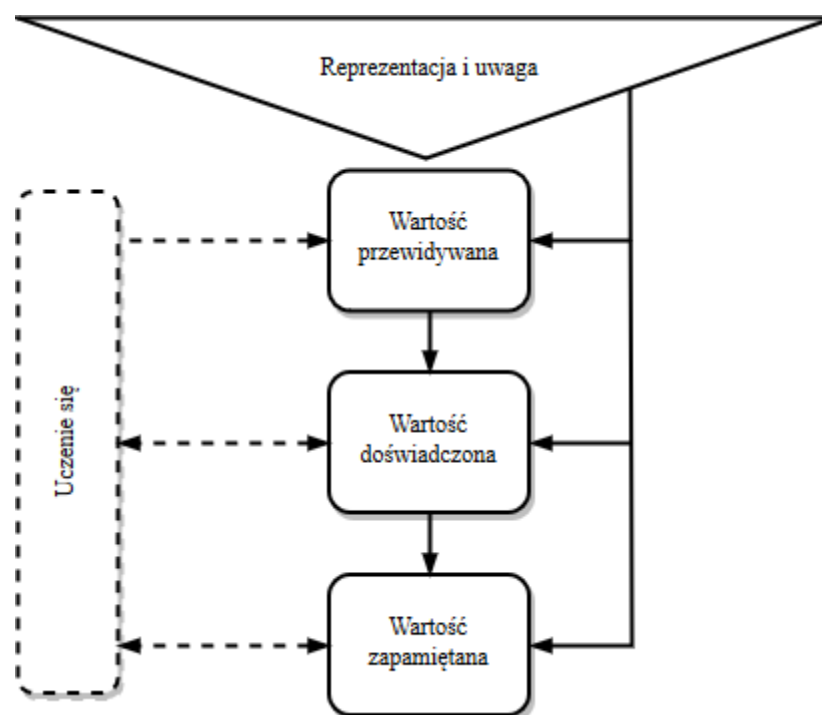 Reprezentacja i uwaga
Wartość
przewidywana
Uczenie się
Wartość
doświadczona
Wartość
zapamiętana